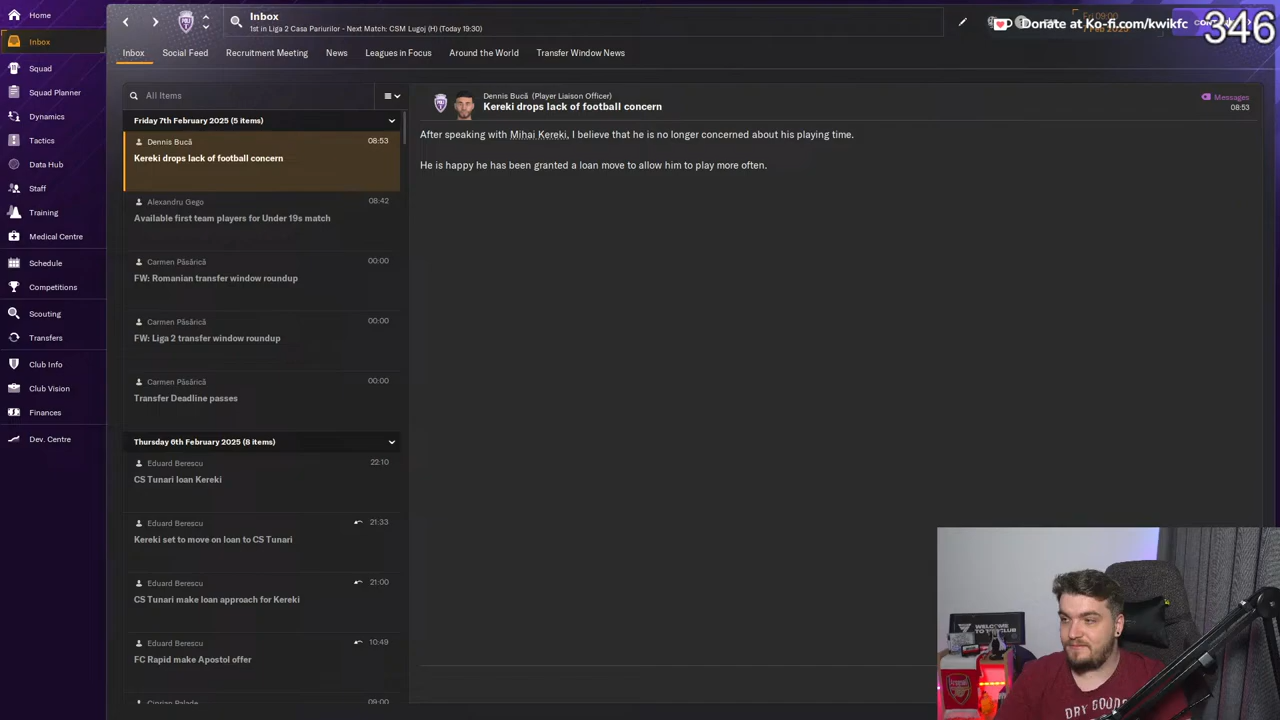 Home
Inbox
Squad
Squad Planner
Dynamics
Tactics
Data Hub
Staff
Training
Medical Centre
Schedule
Competitions
Scouting
Transfers
Club Info
Club Vision
Finances
Dev. Centre
POLI
Inbox
1st in Liga 2 Casa Pariurilor - Next Match: CSM Lugoj (H) (Today 19:30)
Donate at Ko-fi.com/kwikfc
346
Inbox
Social Feed
Recruitment Meeting
News
Leagues in Focus
Around the World
Transfer Window News
All Items
Friday 7th February 2025 (5 items)
Dennis Bucă
08:53
Kereki drops lack of football concern
Alexandru Gego
08:42
Available first team players for Under 19s match
Carmen Păsărică
00:00
FW: Romanian transfer window roundup
Carmen Păsărică
00:00
FW: Liga 2 transfer window roundup
Carmen Păsărică
00:00
Transfer Deadline passes
Thursday 6th February 2025 (8 items)
Eduard Berescu
22:10
CS Tunari loan Kereki
Eduard Berescu
21:33
Kereki set to move on loan to CS Tunari
Eduard Berescu
21:00
CS Tunari make loan approach for Kereki
Eduard Berescu
10:49
FC Rapid make Apostol offer
Ciprian Palade
09:00
Dennis Bucă (Player Liaison Officer)
Kereki drops lack of football concern
Messages
08:53
After speaking with Mihai Kereki, I believe that he is no longer concerned about his playing time.
He is happy he has been granted a loan move to allow him to play more often.
WELCOME
Arsenal
DRY GOODS